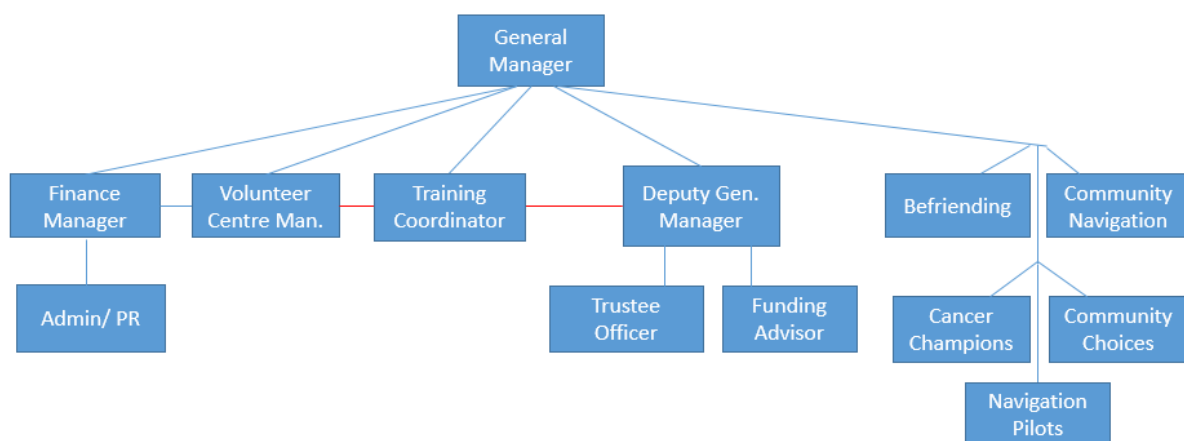 General
Manager
Finance
Manager
Volunteer
Centre Man.
Training
Coordinator
Deputy Gen.
Manager
Befriending
Community
Navigation
Admin/ PR
Trustee
Officer
Funding
Advisor
Cancer
Champions
Community
Choices
Navigation
Pilots